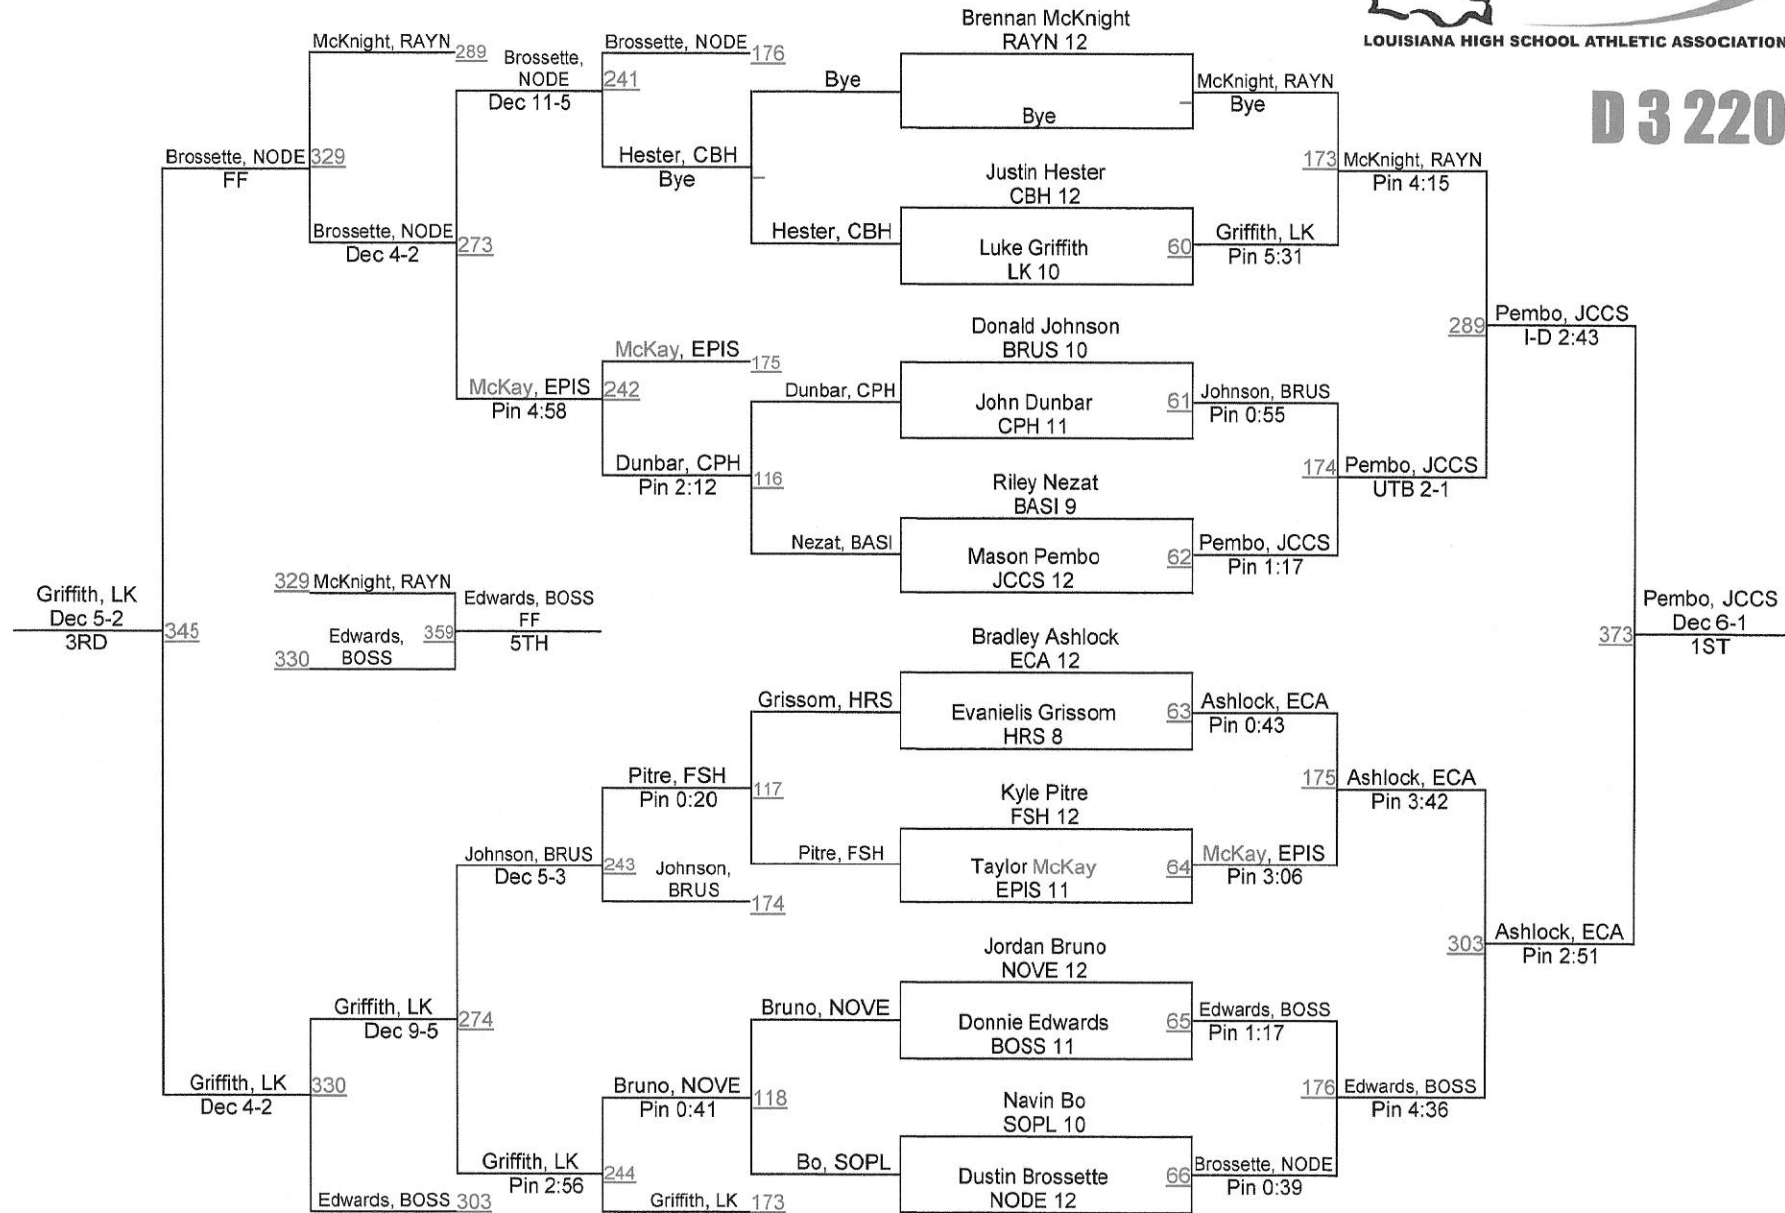 LOUISIANA HIGH SCHOOL ATHLETIC ASSOCIATION
D 3 220
Brennan McKnight
RAYN 12
Bye
Justin Hester
CBH 12
Luke Griffith
LK 10
60
Donald Johnson
BRUS 10
John Dunbar
CPH 11
61
Riley Nezat
BASI 9
Mason Pembo
JCCS 12
62
Bradley Ashlock
ECA 12
Evanielis Grissom
HRS 8
63
Kyle Pitre
FSH 12
Taylor McKay
EPIS 11
64
Jordan Bruno
NOVE 12
Donnie Edwards
BOSS 11
65
Navin Bo
SOPL 10
Dustin Brossette
NODE 12
66
McKnight, RAYN
Bye
Griffith, LK
Pin 5:31
173
Johnson, BRUS
Pin 0:55
Pembo, JCCS
Pin 1:17
174
Ashlock, ECA
Pin 0:43
McKay, EPIS
Pin 3:06
175
Edwards, BOSS
Pin 1:17
Brossette, NODE
Pin 0:39
176
McKnight, RAYN
Pin 4:15
Pembo, JCCS
UTB 2-1
289
Ashlock, ECA
Pin 3:42
Edwards, BOSS
Pin 4:36
303
Pembo, JCCS
I-D 2:43
Ashlock, ECA
Pin 2:51
373
Pembo, JCCS
Dec 6-1
1ST
Bye
Hester, CBH
Dunbar, CPH
Nezat, BASI
116
Grissom, HRS
Pitre, FSH
117
Bruno, NOVE
Bo, SOPL
118
Brossette, NODE
176
Hester, CBH
Bye
241
McKay, EPIS
175
Dunbar, CPH
Pin 2:12
242
Pitre, FSH
Pin 0:20
Johnson,
BRUS
174
243
Bruno, NOVE
Pin 0:41
Griffith, LK
173
244
Brossette,
NODE
Dec 11-5
McKay, EPIS
Pin 4:58
273
Johnson, BRUS
Dec 5-3
Griffith, LK
Pin 2:56
274
McKnight, RAYN
289
Brossette, NODE
Dec 4-2
329
Griffith, LK
Dec 9-5
Edwards, BOSS
303
330
Brossette, NODE
FF
Griffith, LK
Dec 4-2
345
Griffith, LK
Dec 5-2
3RD
329
McKnight, RAYN
330
Edwards,
BOSS
359
Edwards, BOSS
FF
5TH